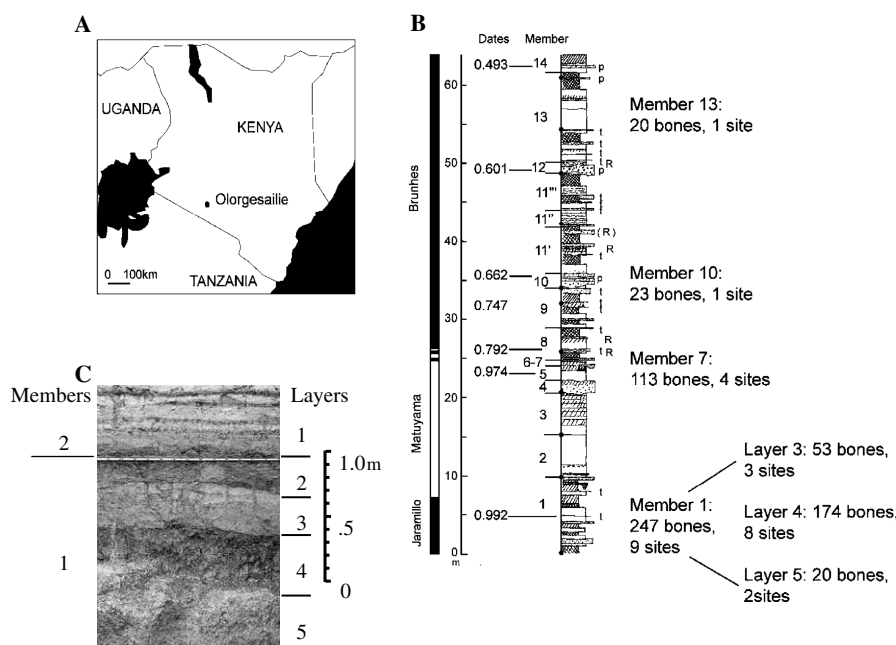 A
UGANDA
KENYA
Olorgesailie
0 100km
TANZANIA
B
Dates Member
60
50
40
30
20
10
0
m
Brunhes
Matuyama
Jaramillo
0.493
0.601
0.662
0.747
0.792
0.974
0.992
14
13
12
11'''
11''
11'
10
9
8
6-7
5
4
3
2
1
p
p
t
t
t
t
R
p
t
t
t
(R)
R
t
p
t
t
t
t
R
t R
t
t
Member 13:
20 bones, 1 site
Member 10:
23 bones, 1 site
Member 7:
113 bones, 4 sites
Member 1:
247 bones,
9 sites
Layer 3: 53 bones,
3 sites
Layer 4: 174 bones,
8 sites
Layer 5: 20 bones,
2sites
C
Members
Layers
2
1
1
2
3
4
5
1.0m
.5
0